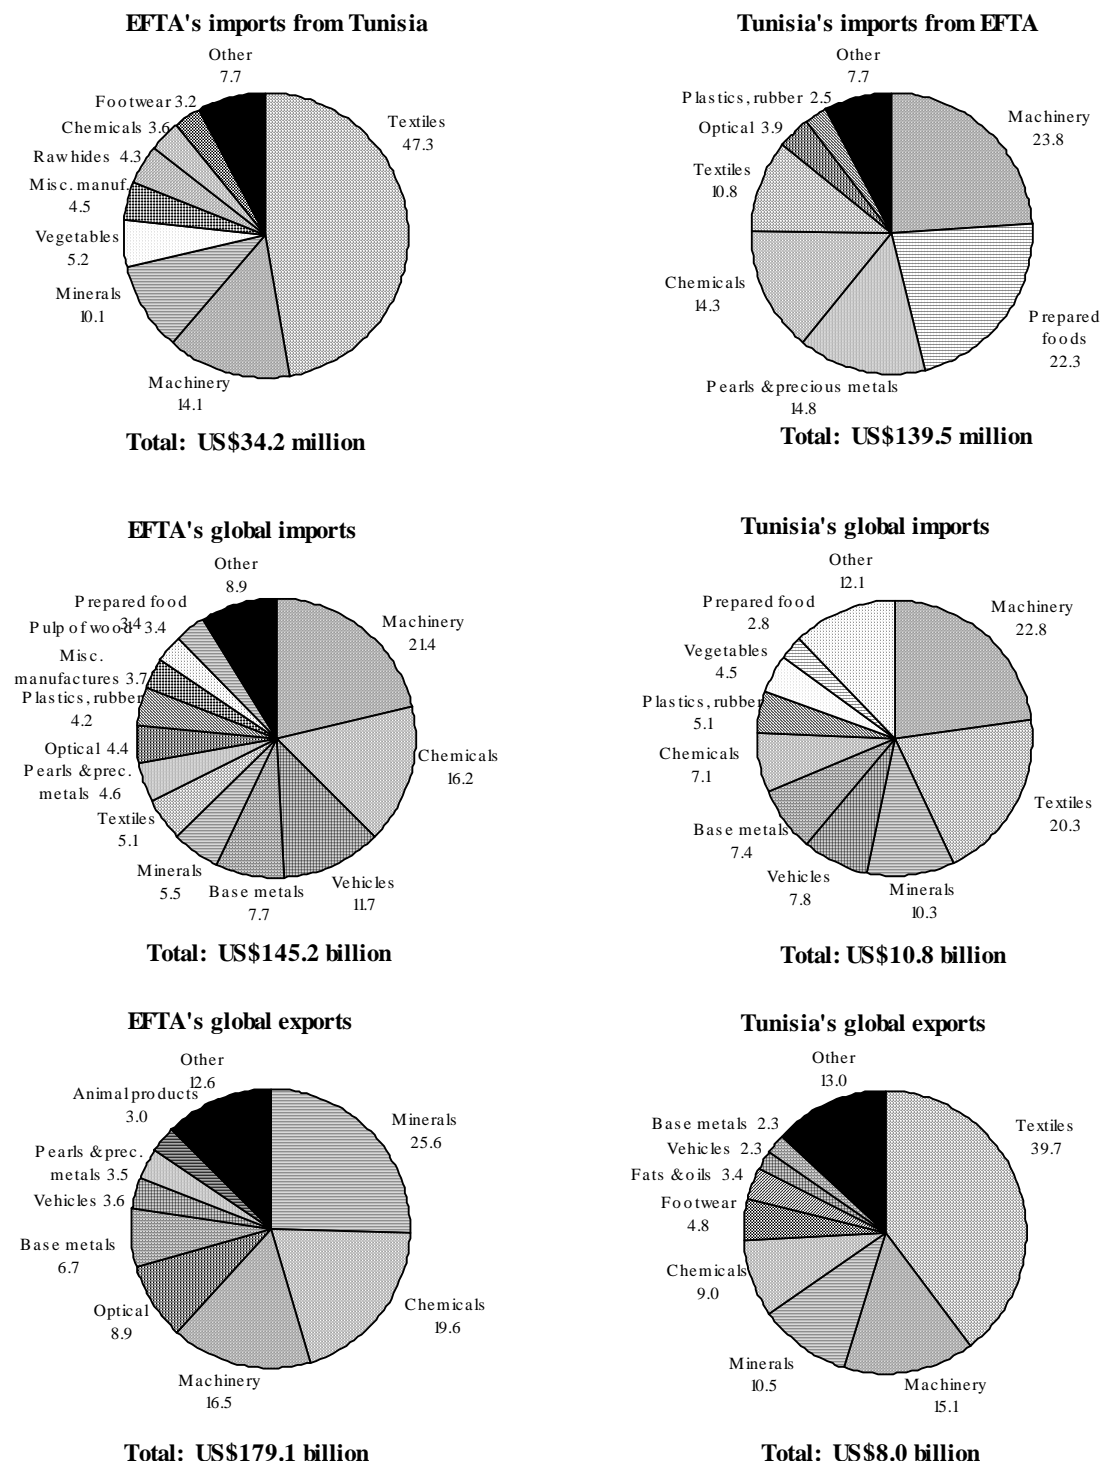 EFTA's imports from Tunisia
Other
7.7
Footwear 3.2
Chemicals 3.6
Rawhides 4.3
Misc. manuf.
4.5
Vegetables
5.2
Minerals
10.1
Machinery
14.1
Textiles
47.3
Total: US$34.2 million
Tunisia's imports from EFTA
Other
7.7
Plastics, rubber 2.5
Optical 3.9
Textiles
10.8
Chemicals
14.3
Pearls & precious metals
14.8
Machinery
23.8
Prepared
foods
22.3
Total: US$139.5 million
EFTA's global imports
Other
8.9
Prepared food
3.4
Pulp of wood 3.4
Misc.
manufactures 3.7
Plastics, rubber
4.2
Optical 4.4
Pearls & prec.
metals 4.6
Textiles
5.1
Minerals
5.5
Base metals
7.7
Vehicles
11.7
Chemicals
16.2
Machinery
21.4
Total: US$145.2 billion
Tunisia's global imports
Other
12.1
Prepared food
2.8
Vegetables
4.5
Plastics, rubber
5.1
Chemicals
7.1
Base metals
7.4
Vehicles
7.8
Minerals
10.3
Textiles
20.3
Machinery
22.8
Total: US$10.8 billion
EFTA's global exports
Other
12.6
Animal products
3.0
Pearls & prec.
metals 3.5
Vehicles 3.6
Base metals
6.7
Optical
8.9
Machinery
16.5
Chemicals
19.6
Minerals
25.6
Total: US$179.1 billion
Tunisia's global exports
Other
13.0
Base metals 2.3
Vehicles 2.3
Fats & oils 3.4
Footwear
4.8
Chemicals
9.0
Minerals
10.5
Machinery
15.1
Textiles
39.7
Total: US$8.0 billion